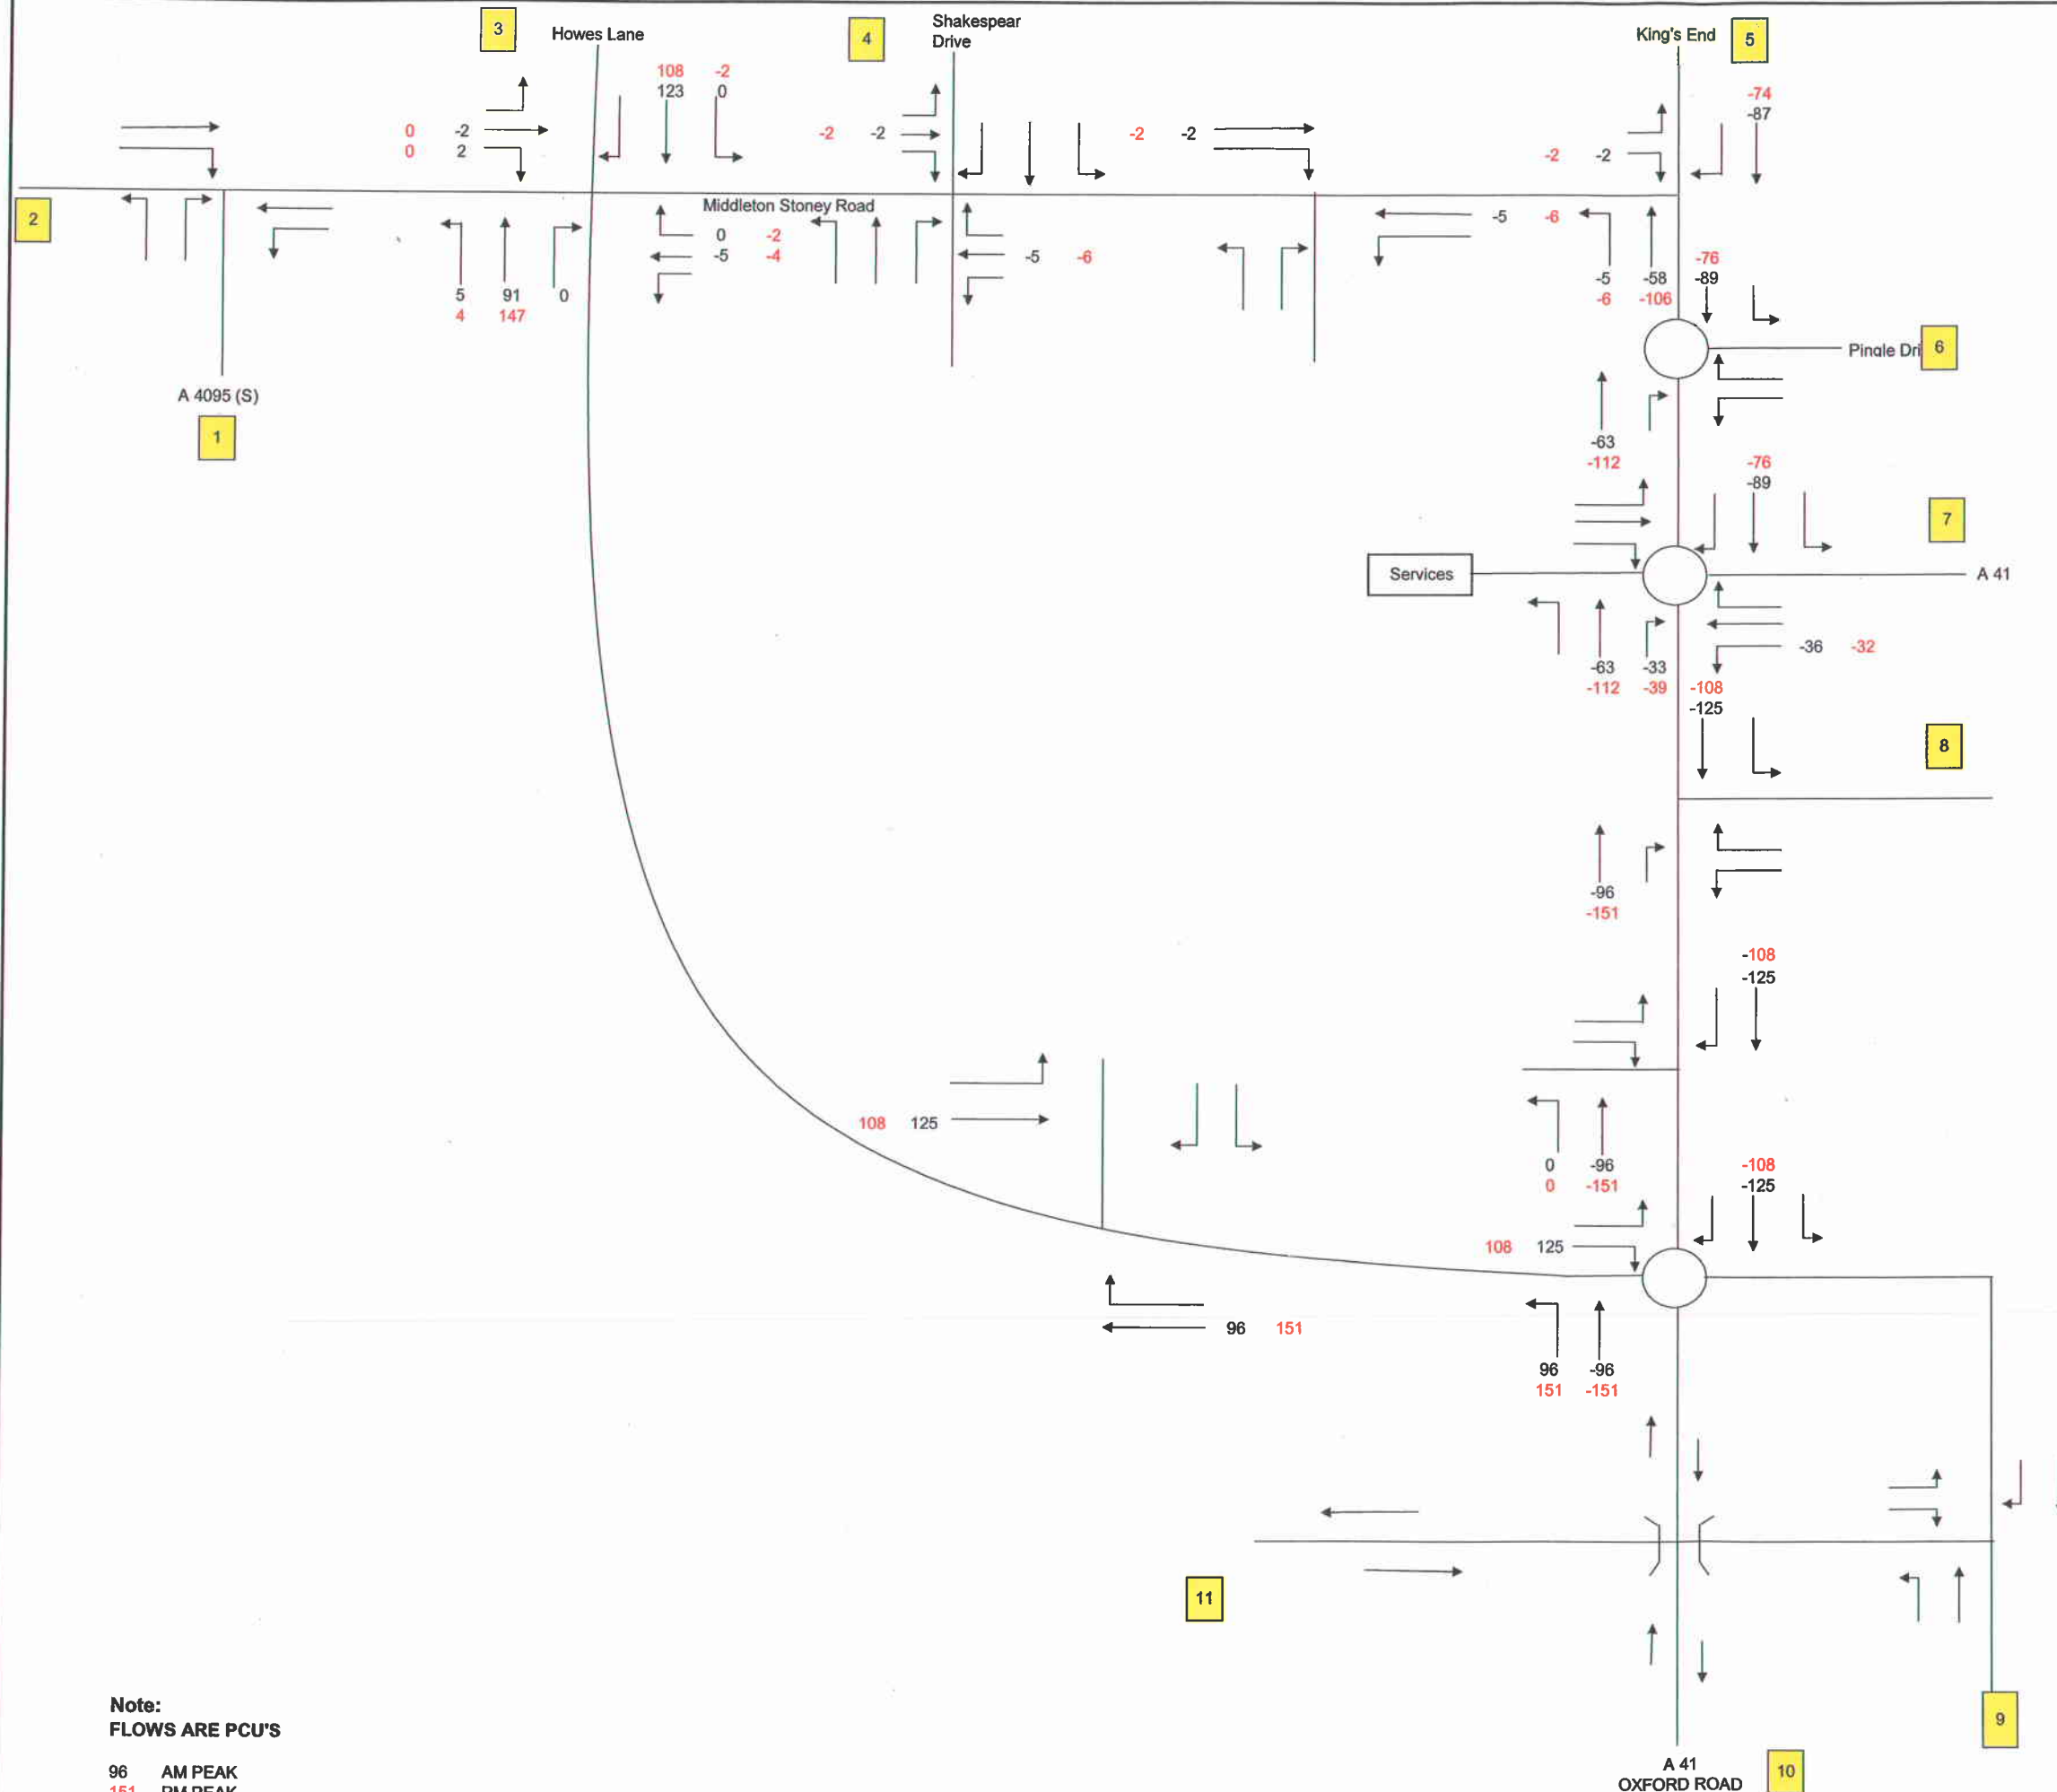 3
Howes Lane
4
Shakespear
Drive
King's End
5
108 -2
123 0
-74
-87
0 -2
0 2
-2 -2
-2 -2
-2 -2
2
Middleton Stoney Road
0 -2
-5 -4
-5 -6
-5 -6
5 91 0
4 147
-76
-5 -58 -89
-6 -106
Pingle Dri
6
A 4095 (S)
1
-63
-112
-76
-89
7
Services
A 41
-36 -32
-63 -33
-112 -39
-108
-125
8
-96
-151
-108
-125
108 125
0 -96
0 -151
-108
-125
108 125
96 151
96 -96
151 -151
11
Note:
FLOWS ARE PCU'S
9
96 AM PEAK
151 PM PEAK
A 41
OXFORD ROAD
10